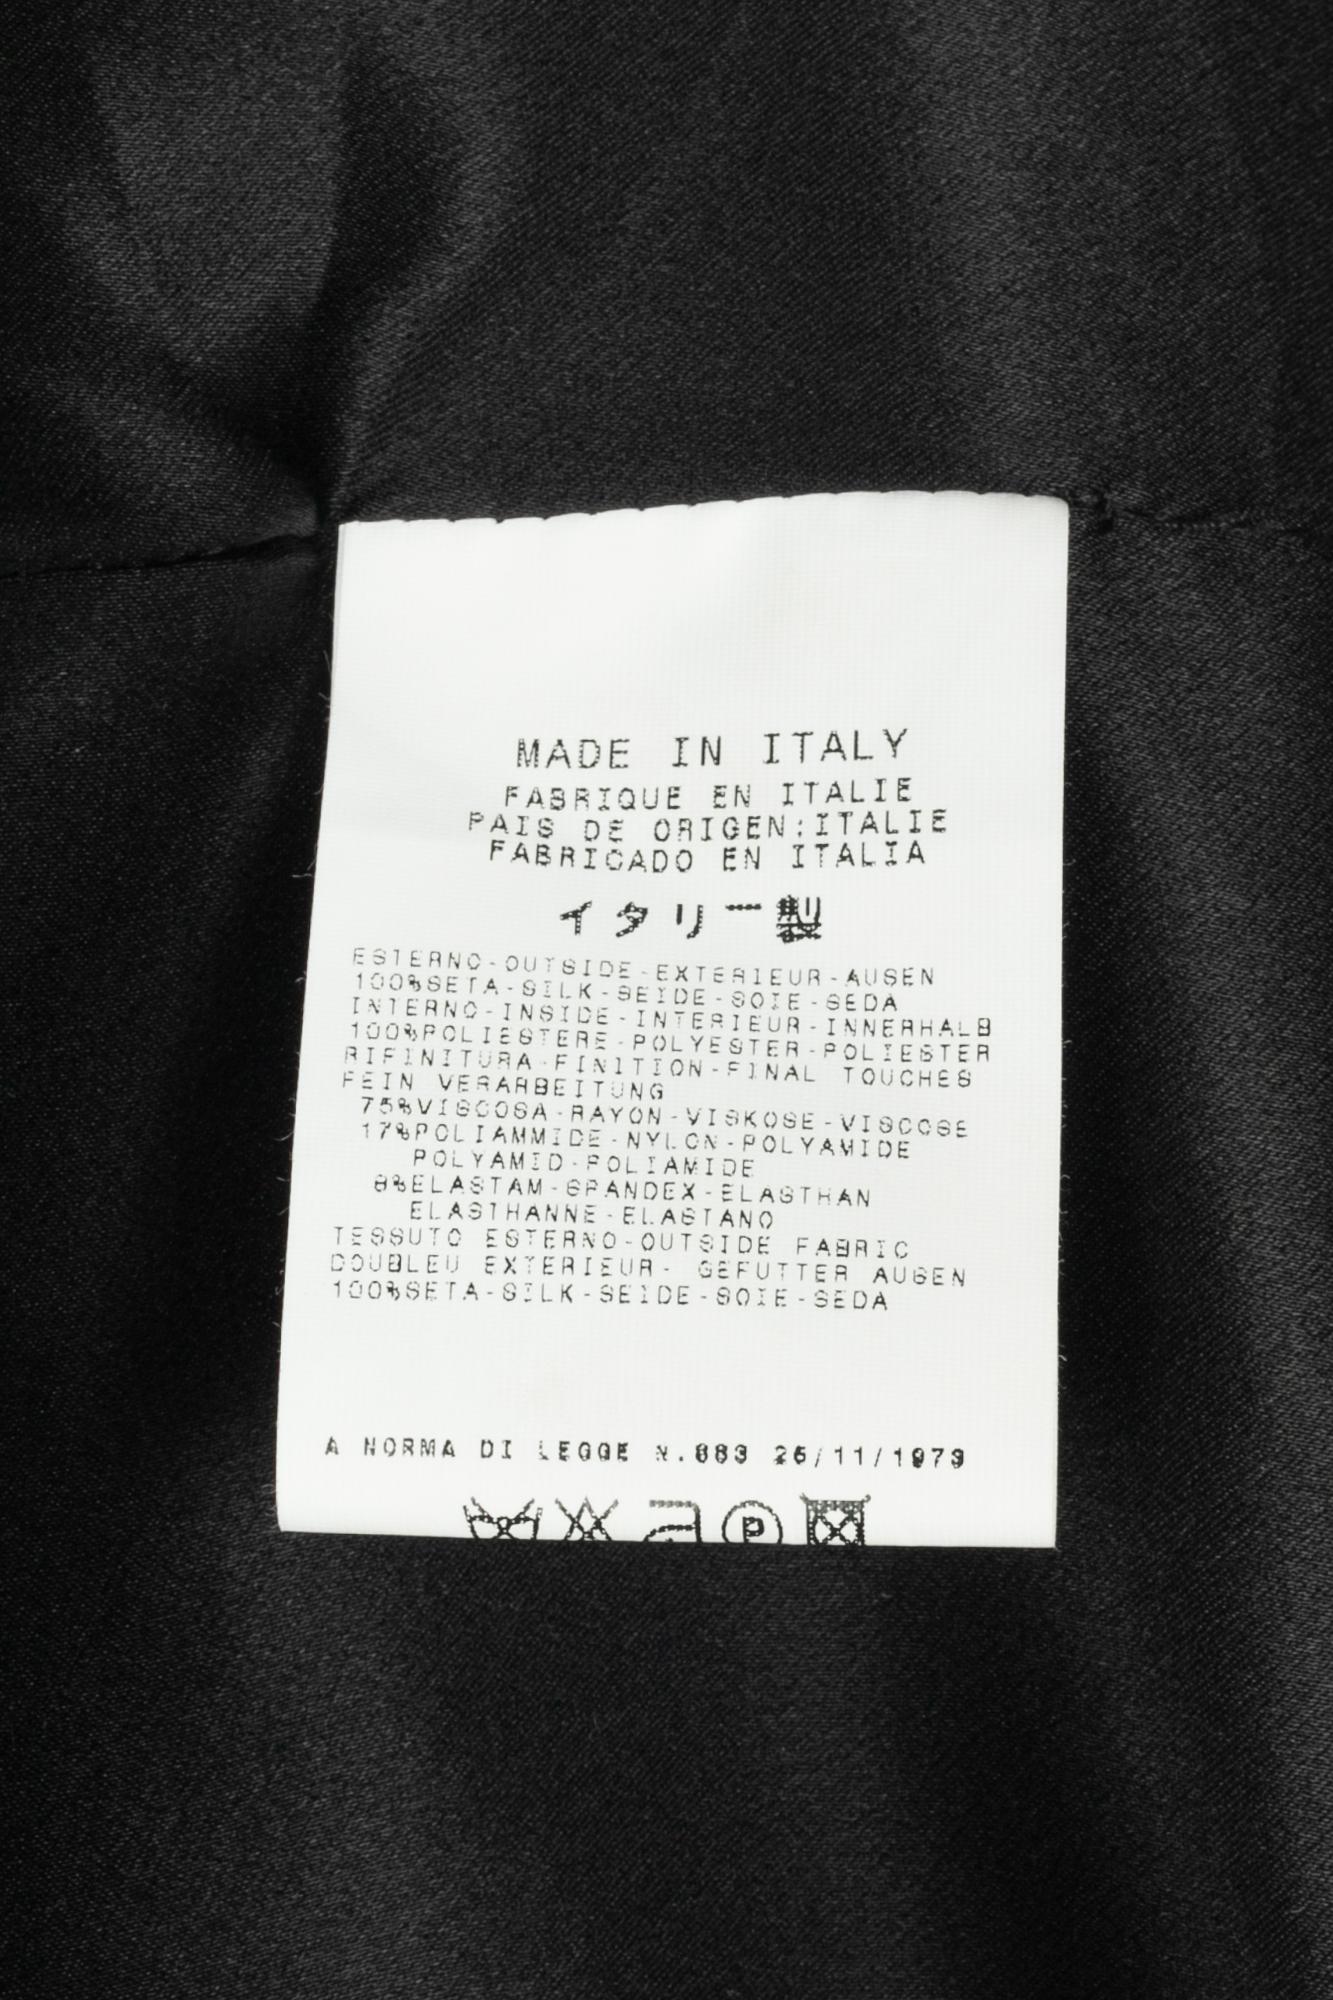 MADE IN ITALY
FABRIQUE EN ITALIE
PAIS DE ORIGEN:ITALIE
FABRICADO EN ITALIA
イタリー製
ESTERNO-OUTSIDE-EXTERIEUR-AUSEN
100%SETA-SILK-SEIDE-SOIE-SEDA
INTERNO-INSIDE-INTERIEUR-INNERHALB
100%POLIESTERE-POLYESTER-POLIESTER
RIFINITURA-FINITION-FINAL TOUCHES
FEIN VERARBEITUNG
75%VISCOSA-RAYON-VISKOSE-VISCOSE
17%POLIAMMIDE-NYLON-POLYAMIDE
POLYAMID-POLIAMIDE
8%ELASTAM-SPANDEX-ELASTHAN
ELASTHANNE-ELASTANO
TESSUTO ESTERNO-OUTSIDE FABRIC
DOUBLEU EXTERIEUR- GEFUTTER AUSEN
100%SETA-SILK-SEIDE-SOIE-SEDA
A NORMA DI LEGGE N.883 26/11/1973
P